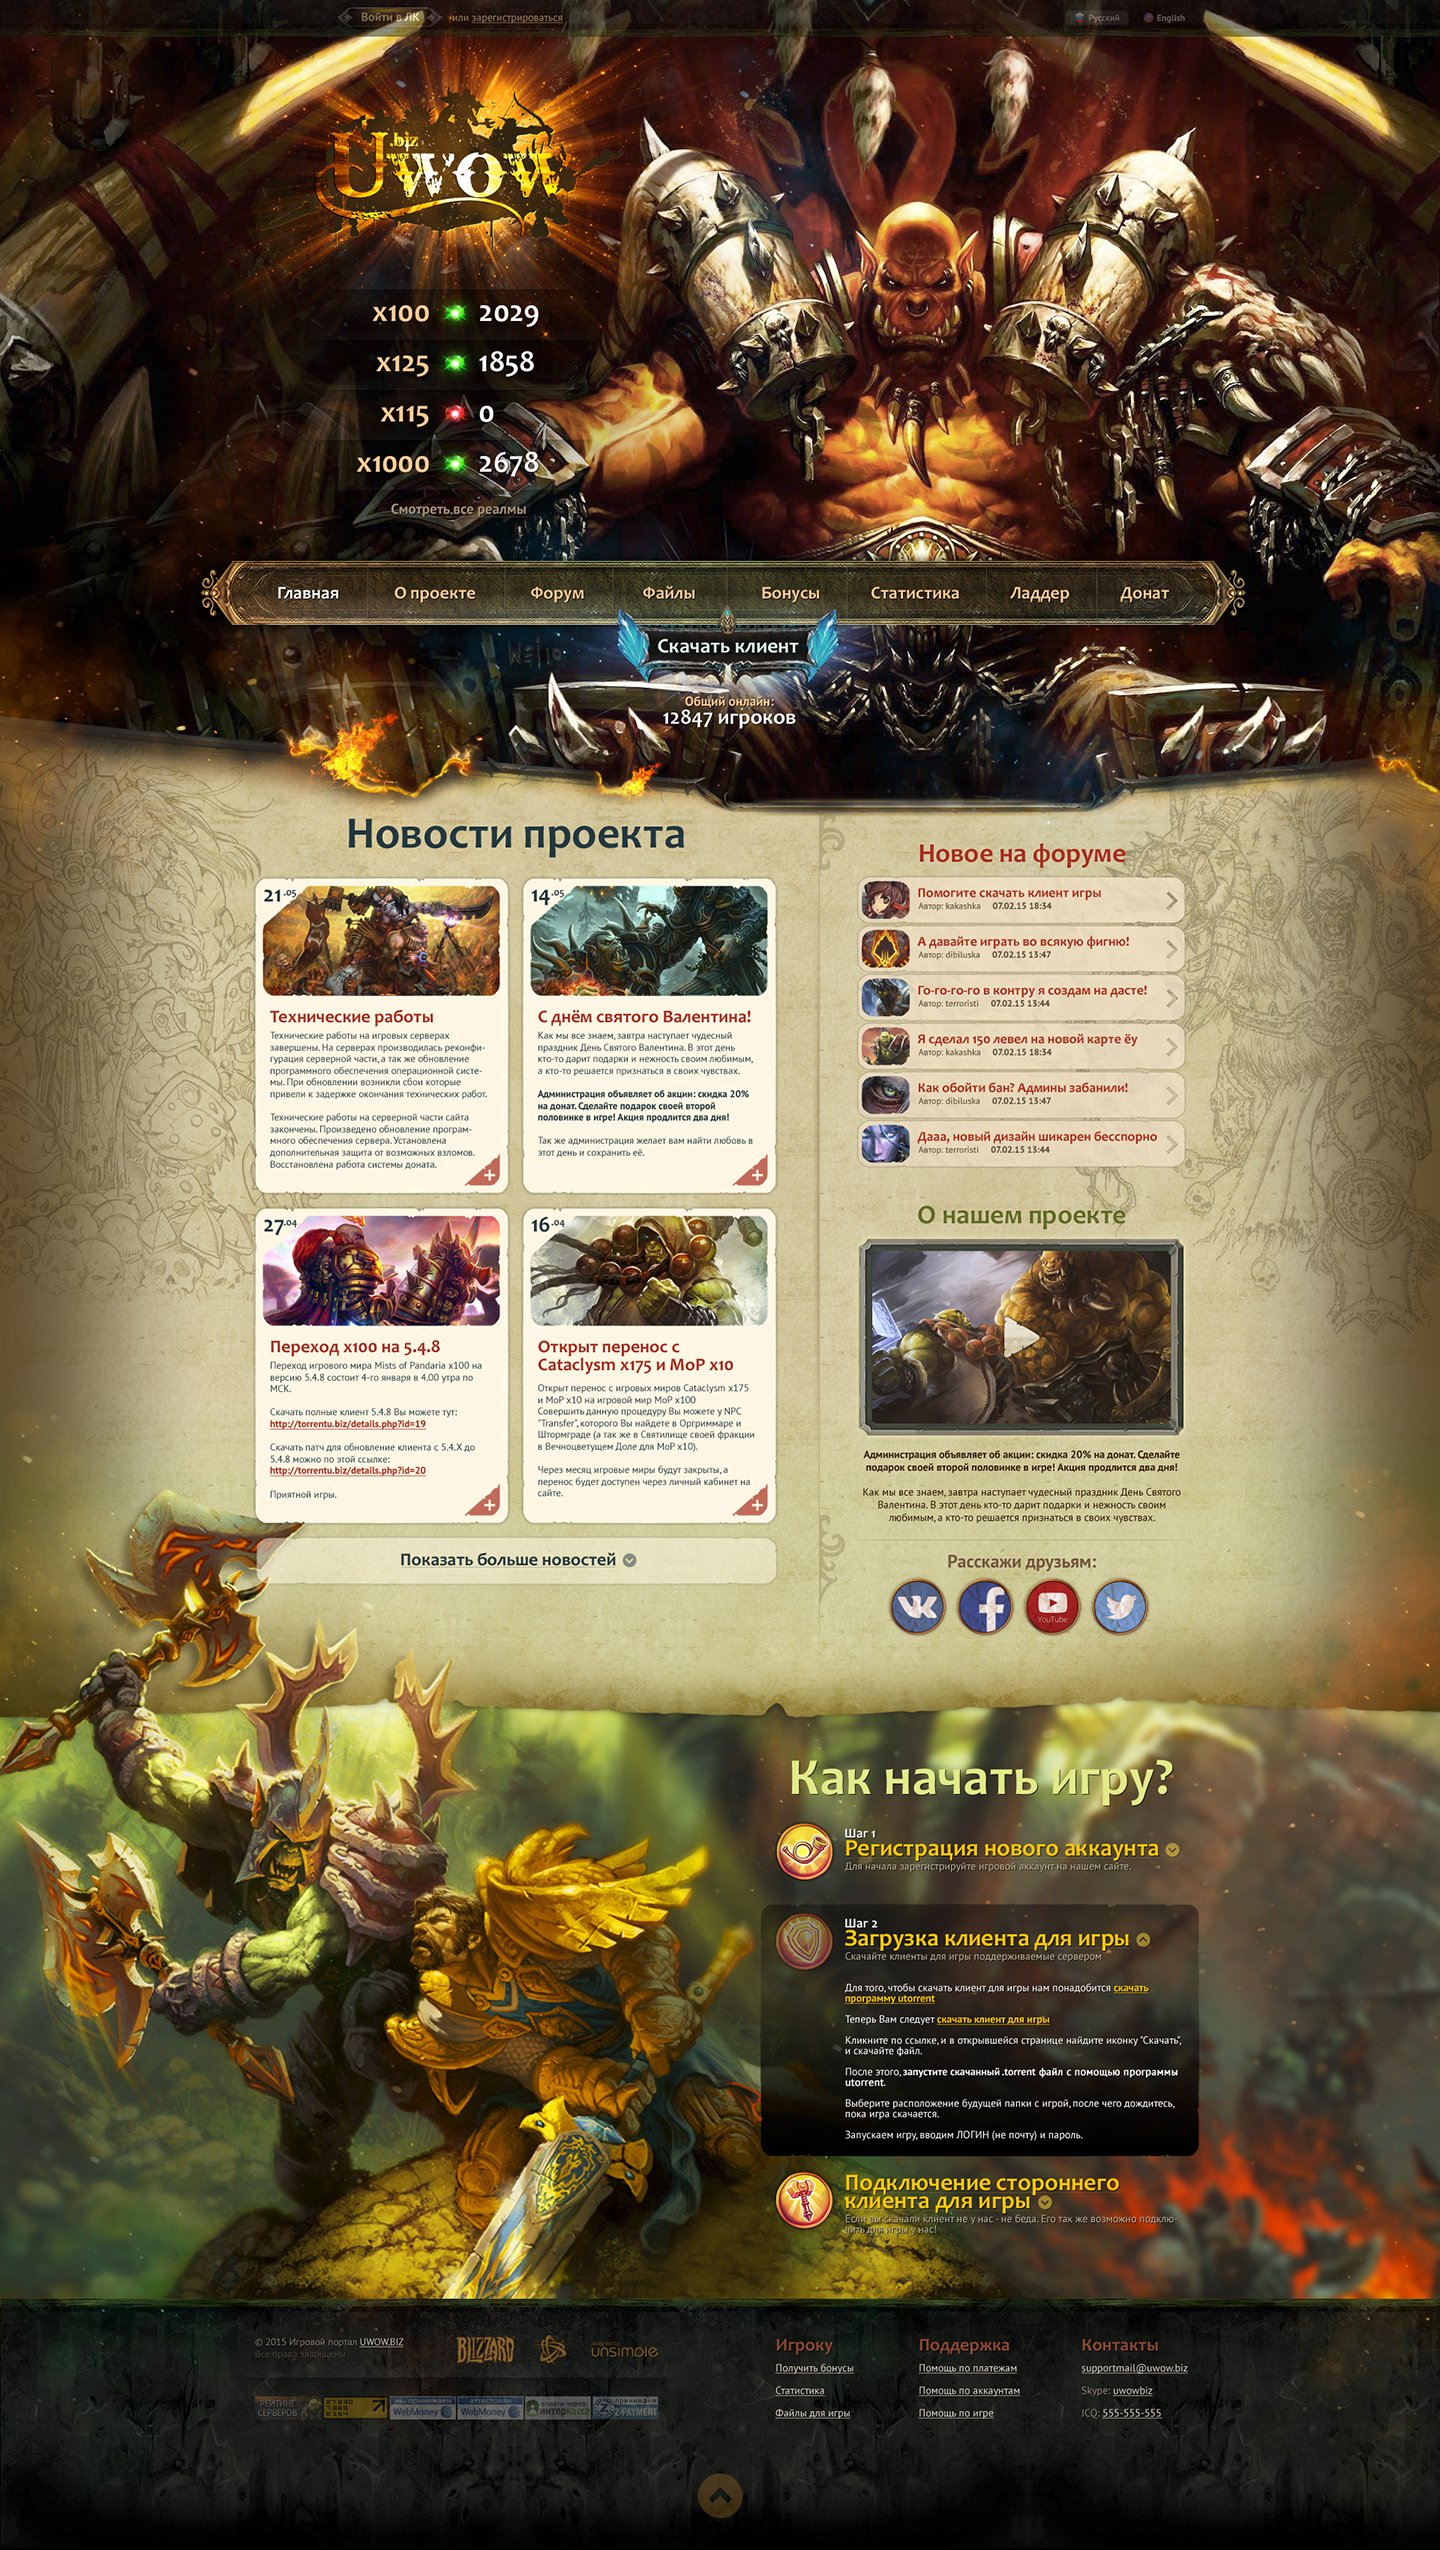 Войти в ЛК
или зарегистрироваться
Русский
English
Uwow
.biz
x100 2029
x125 1858
x115 0
x1000 2678
Смотреть все реалмы
Главная
О проекте
Форум
Файлы
Бонусы
Статистика
Ладдер
Донат
Скачать клиент
Общий онлайн:
12847 игроков
Новости проекта
21.05
Технические работы
Технические работы на игровых серверах
завершены. На серверах производилась реконфи-
гурация серверной части, а так же обновление
программного обеспечения операционной систе-
мы. При обновлении возникли сбои которые
привели к задержке окончания технических работ.
Технические работы на серверной части сайта
закончены. Произведено обновление програм-
много обеспечения сервера. Установлена
дополнительная защита от возможных взломов.
Восстановлена работа системы доната.
14.05
С днём святого Валентина!
Как мы все знаем, завтра наступает чудесный
праздник День Святого Валентина. В этот день
кто-то дарит подарки и нежность своим любимым,
а кто-то решается признаться в своих чувствах.
Администрация объявляет об акции: скидка 20%
на донат. Сделайте подарок своей второй
половинке в игре! Акция продлится два дня!
Так же администрация желает вам найти любовь в
этот день и сохранить её.
27.04
Переход x100 на 5.4.8
Переход игрового мира Mists of Pandaria x100 на
версию 5.4.8 состоит 4-го января в 4.00 утра по
МСК.
Скачать полные клиент 5.4.8 Вы можете тут:
http://torrentu.biz/details.php?id=19
Скачать патч для обновление клиента с 5.4.X до
5.4.8 можно по этой ссылке:
http://torrentu.biz/details.php?id=20
Приятной игры.
16.04
Открыт перенос с
Cataclysm x175 и MoP x10
Открыт перенос с игровых миров Cataclysm x175
и MoP x10 на игровой мир MoP x100
Совершить данную процедуру Вы можете у NPC
"Transfer", которого Вы найдете в Оргриммаре и
Штормграде (а так же в Святилище своей фракции
в Вечноцветущем Доле для MoP x10).
Через месяц игровые миры будут закрыты, а
перенос будет доступен через личный кабинет на
сайте.
Показать больше новостей
Новое на форуме
Помогите скачать клиент игры
Автор: kakashka 07.02.15 18:34
А давайте играть во всякую фигню!
Автор: dibiluska 07.02.15 13:47
Го-го-го-го в контру я создам на дасте!
Автор: terroristi 07.02.15 13:44
Я сделал 150 левел на новой карте ёу
Автор: kakashka 07.02.15 18:34
Как обойти бан? Админы забанили!
Автор: dibiluska 07.02.15 13:47
Дааа, новый дизайн шикарен бесспорно
Автор: terroristi 07.02.15 13:44
О нашем проекте
Администрация объявляет об акции: скидка 20% на донат. Сделайте
подарок своей второй половинке в игре! Акция продлится два дня!
Как мы все знаем, завтра наступает чудесный праздник День Святого
Валентина. В этот день кто-то дарит подарки и нежность своим
любимым, а кто-то решается признаться в своих чувствах.
Расскажи друзьям:
YouTube
Как начать игру?
Шаг 1
Регистрация нового аккаунта
Для начала зарегистрируйте игровой аккаунт на нашем сайте.
Шаг 2
Загрузка клиента для игры
Скачайте клиенты для игры поддерживаемые сервером
Для того, чтобы скачать клиент для игры нам понадобится скачать
программу utorrent
Теперь Вам следует скачать клиент для игры
Кликните по ссылке, и в открывшейся странице найдите иконку "Скачать",
и скачайте файл.
После этого, запустите скачанный .torrent файл с помощью программы
utorrent.
Выберите расположение будущей папки с игрой, после чего дождитесь,
пока игра скачается.
Запускаем игру, вводим ЛОГИН (не почту) и пароль.
Подключение стороннего
клиента для игры
Если вы скачали клиент не у нас - не беда. Его так же возможно подклю-
чить для игры у нас!
© 2015 Игровой портал UWOW.BIZ
Все права защищены.
BLIZZARD
unsimple
РЕЙТИНГ
СЕРВЕРОВ
мы принимаем
WebMoney
аттестован
WebMoney
оплата через
интеркасса
принимаем
Z-PAYMENT
Игроку
Получить бонусы
Статистика
Файлы для игры
Поддержка
Помощь по платежам
Помощь по аккаунтам
Помощь по игре
Контакты
supportmail@uwow.biz
Skype: uwowbiz
ICQ: 555-555-555